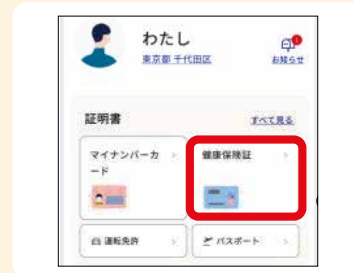 わたし
東京都 千代田区
お知らせ
証明書
すべて見る
マイナンバーカ
ード
健康保険証
運転免許
パスポート